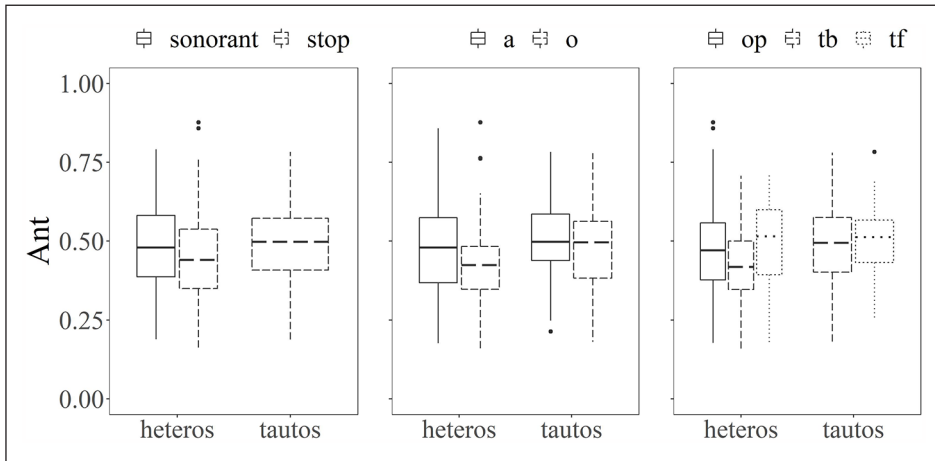 sonorant stop
a o
op tb tf
Ant
1.00
0.75
0.50
0.25
0.00
heteros tautos
heteros tautos
heteros tautos